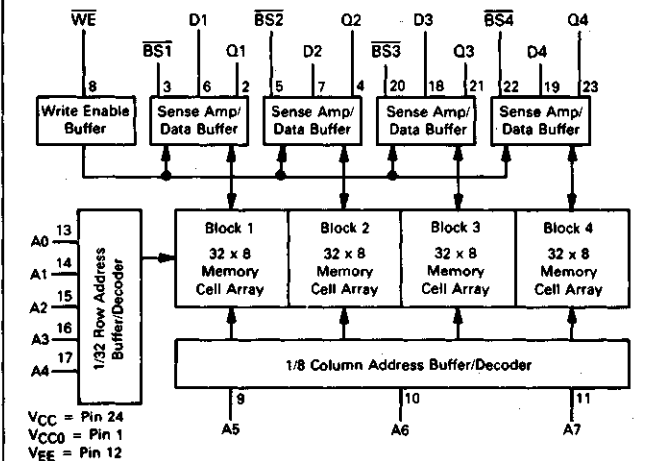 WE D1 BS2 Q2 D3 BS4 Q4
BS1 Q1 D2 BS3 Q3 D4
8 3 6 2 5 7 4 20 18 21 22 19 23
Write Enable Buffer
Sense Amp/ Data Buffer
Sense Amp/ Data Buffer
Sense Amp/ Data Buffer
Sense Amp/ Data Buffer
Block 1
32 x 8
Memory
Cell Array
Block 2
32 x 8
Memory
Cell Array
Block 3
32 x 8
Memory
Cell Array
Block 4
32 x 8
Memory
Cell Array
A0 13
A1 14
A2 15
A3 16
A4 17
1/32 Row Address
Buffer/Decoder
1/8 Column Address Buffer/Decoder
9 10 11
A5 A6 A7
VCC = Pin 24
VCC0 = Pin 1
VEE = Pin 12